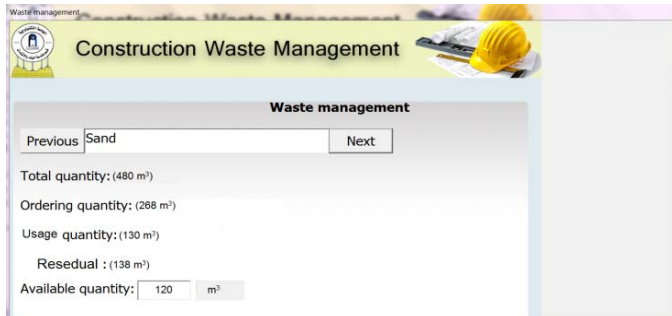 Waste management
Construction Waste Management
Waste management
Previous Sand Next
Total quantity: (480 m³)
Ordering quantity: (268 m³)
Usage quantity: (130 m³)
Resedual : (138 m³)
Available quantity: 120 m³